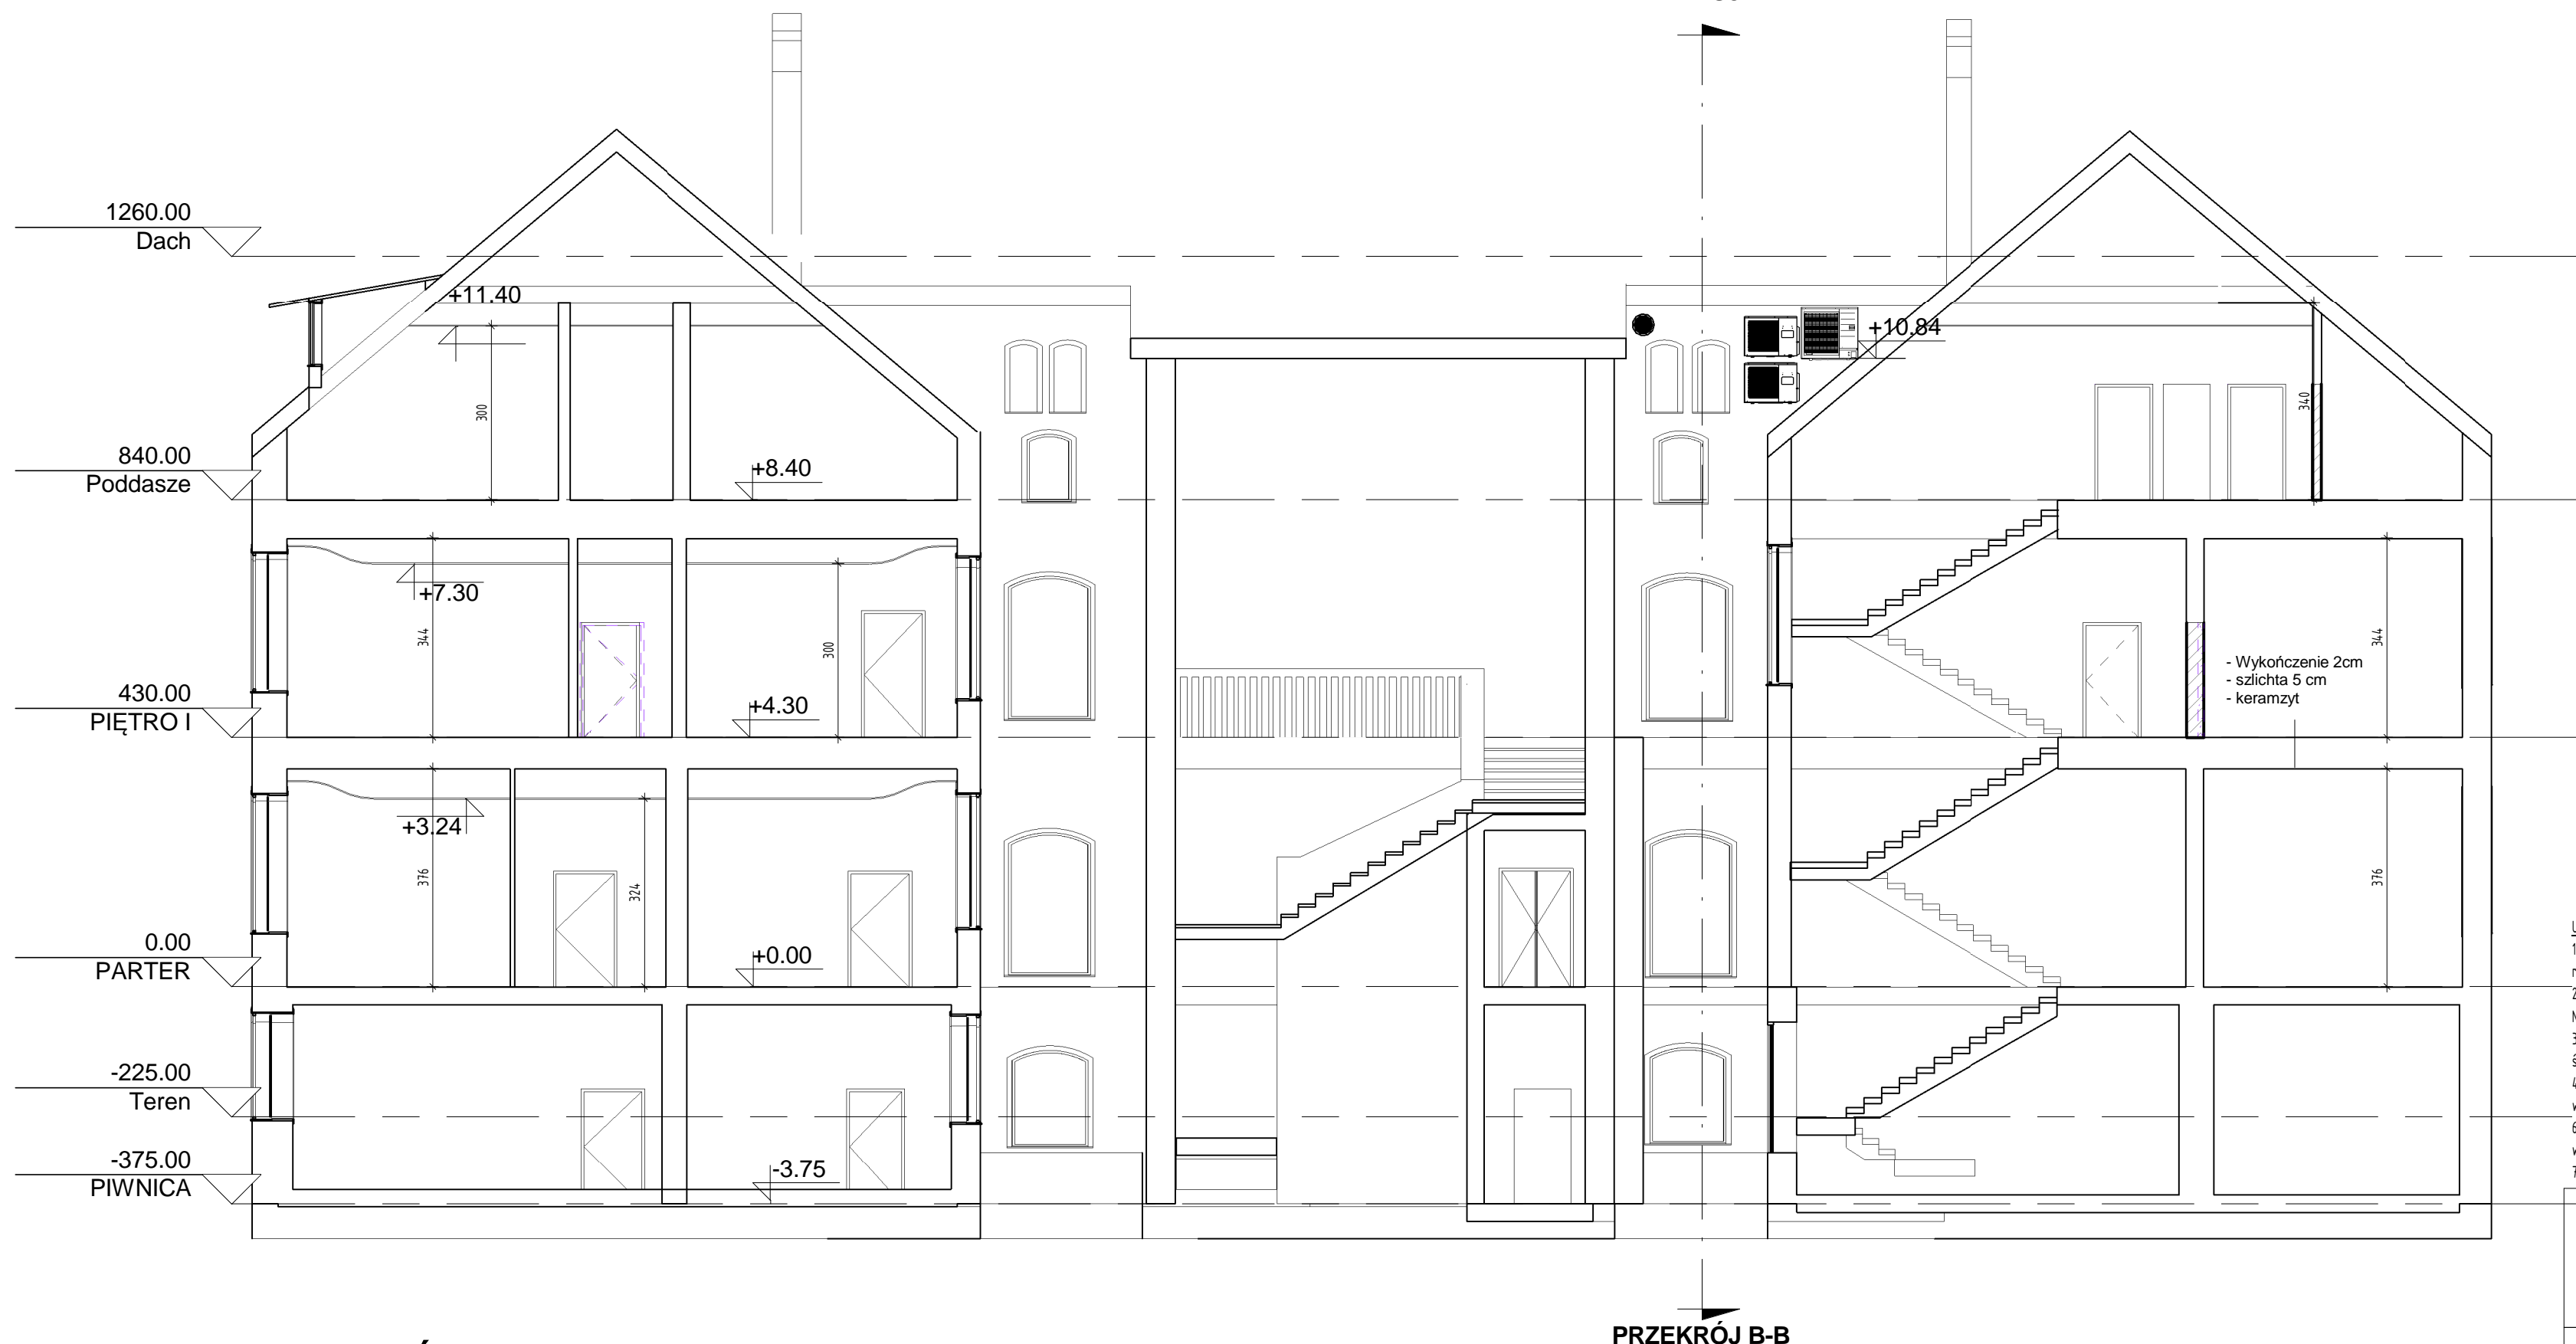 1260.00
Dach
+11.40
+10.84
300
340
840.00
Poddasze
+8.40
+7.30
344
300
344
- Wykończenie 2cm
- szlichta 5 cm
- keramzyt
430.00
PIĘTRO I
+4.30
+3.24
376
324
376
0.00
PARTER
+0.00
-225.00
Teren
-375.00
PIWNICA
-3.75
PRZEKRÓJ B-B